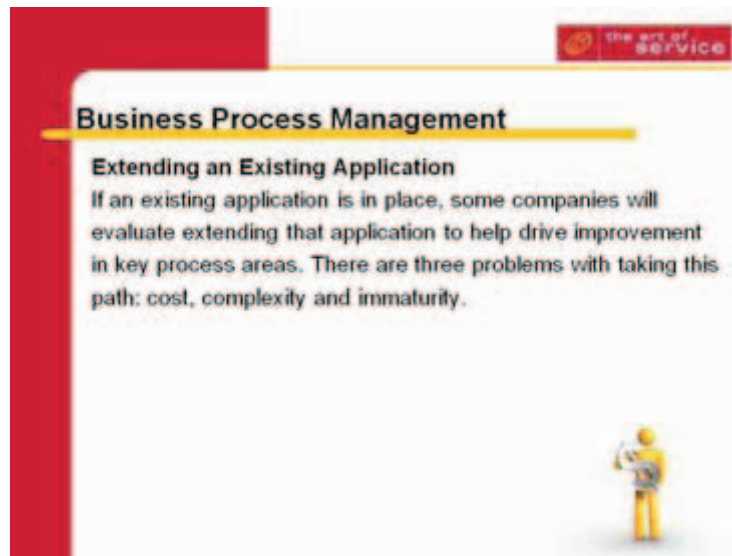 the art of
service
Business Process Management
Extending an Existing Application
If an existing application is in place, some companies will
evaluate extending that application to help drive improvement
in key process areas. There are three problems with taking this
path: cost, complexity and immaturity.